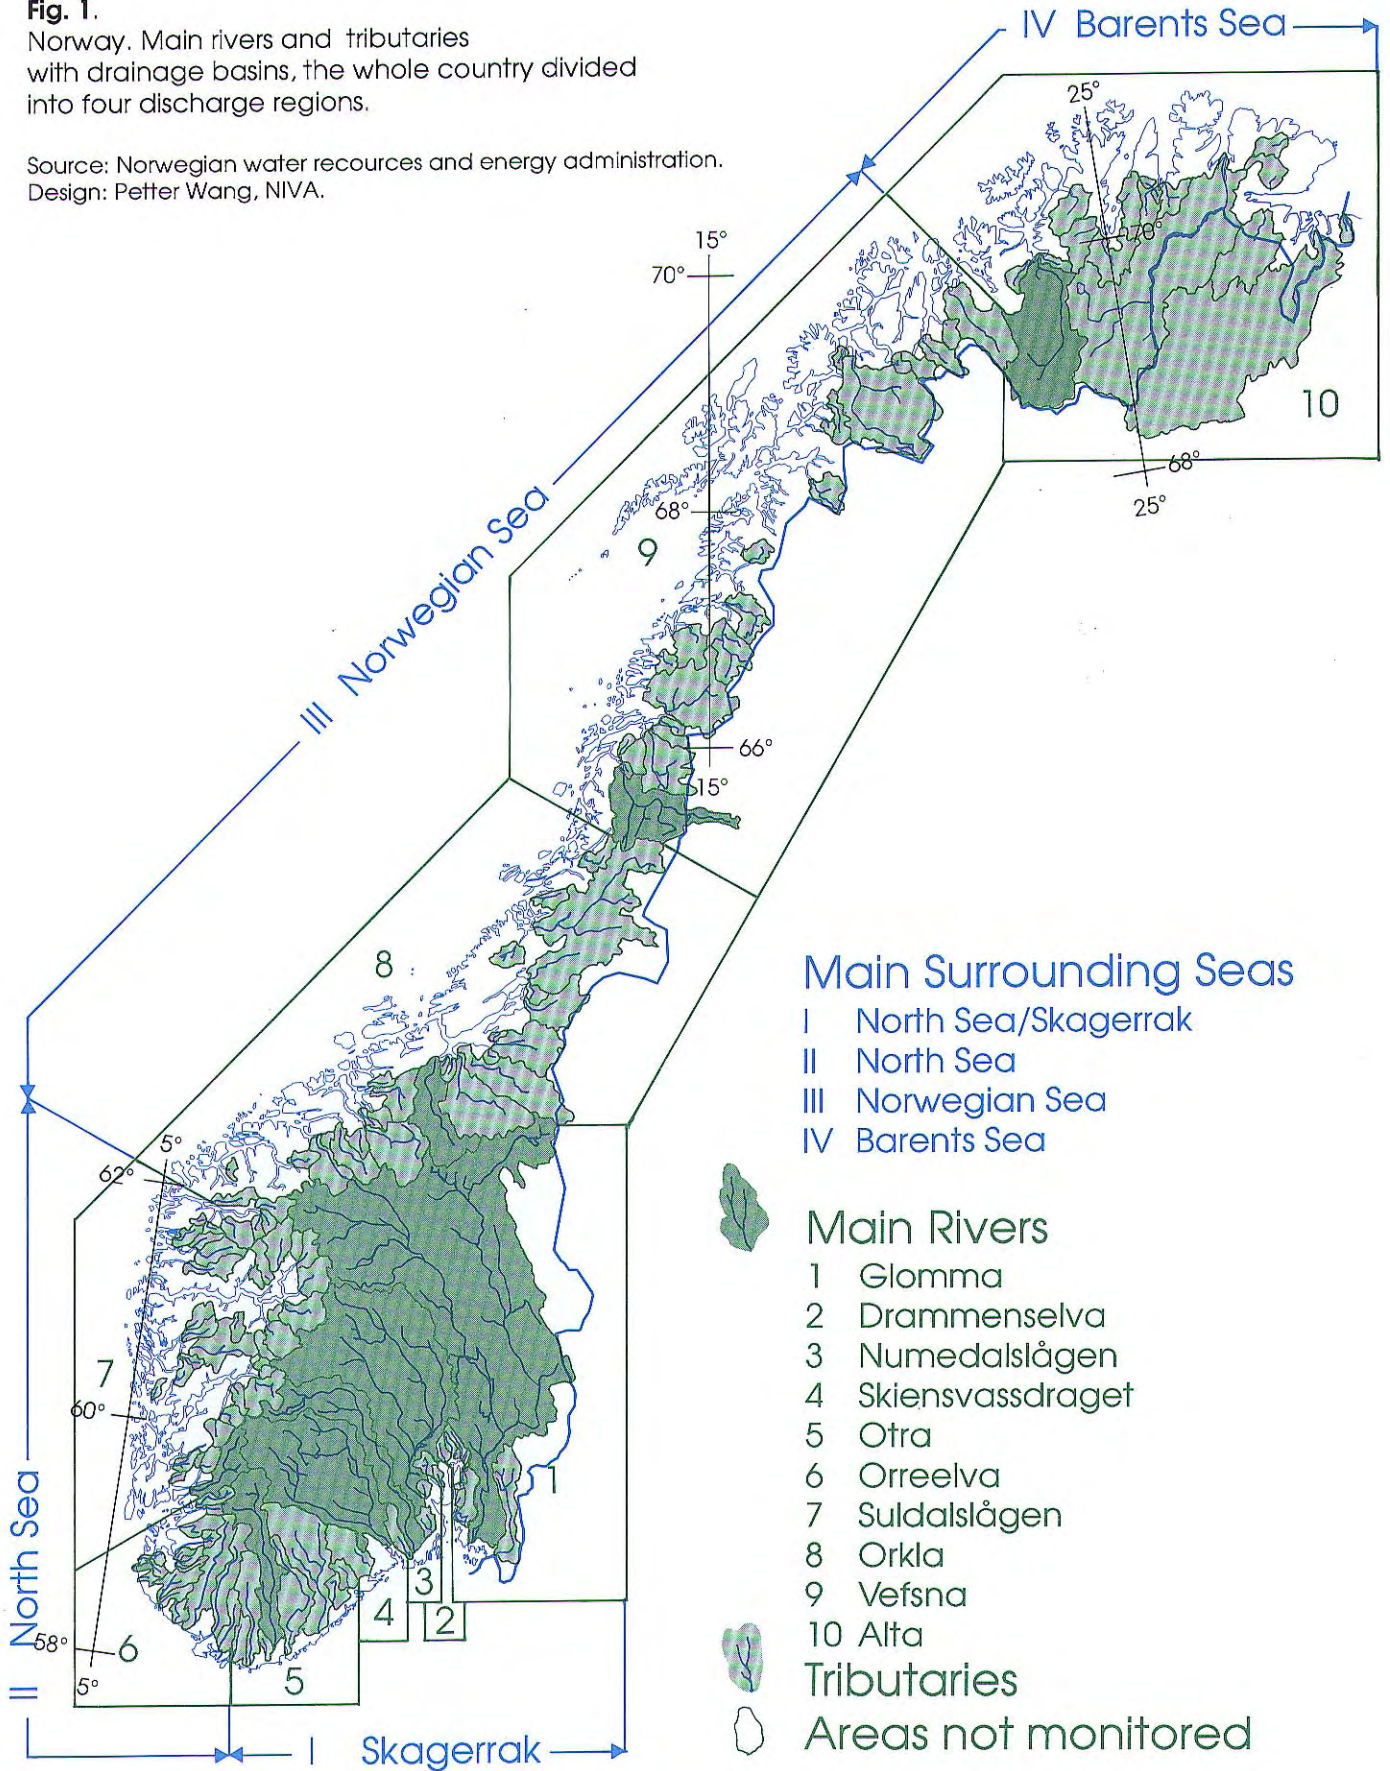 Fig. 1.
Norway. Main rivers and tributaries
with drainage basins, the whole country divided
into four discharge regions.
Source: Norwegian water recources and energy administration.
Design: Petter Wang, NIVA.
IV Barents Sea
25°
70°
15°
70°
10
68°
25°
68°
9
III Norwegian Sea
66°
15°
8
5°
62°
7
60°
1
II North Sea
3
4
2
58°
6
5
5°
I Skagerrak
Main Surrounding Seas
I North Sea/Skagerrak
II North Sea
III Norwegian Sea
IV Barents Sea
Main Rivers
1 Glomma
2 Drammenselva
3 Numedalslågen
4 Skiensvassdraget
5 Otra
6 Orreelva
7 Suldalslågen
8 Orkla
9 Vefsna
10 Alta
Tributaries
Areas not monitored